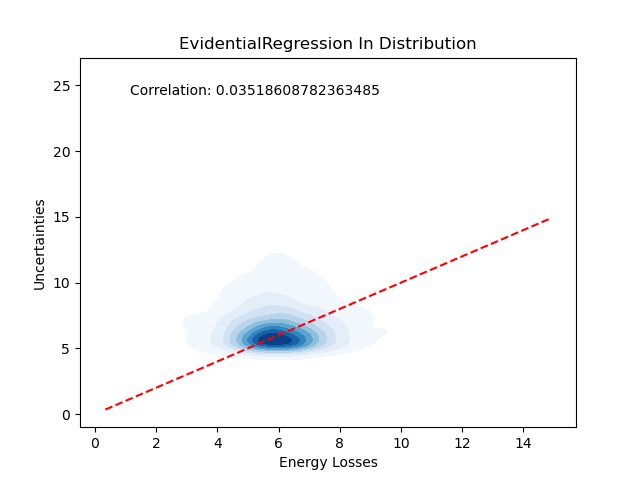 EvidentialRegression In Distribution
Correlation: 0.03518608782363485
25
20
15
10
5
0
Uncertainties
0 2 4 6 8 10 12 14
Energy Losses